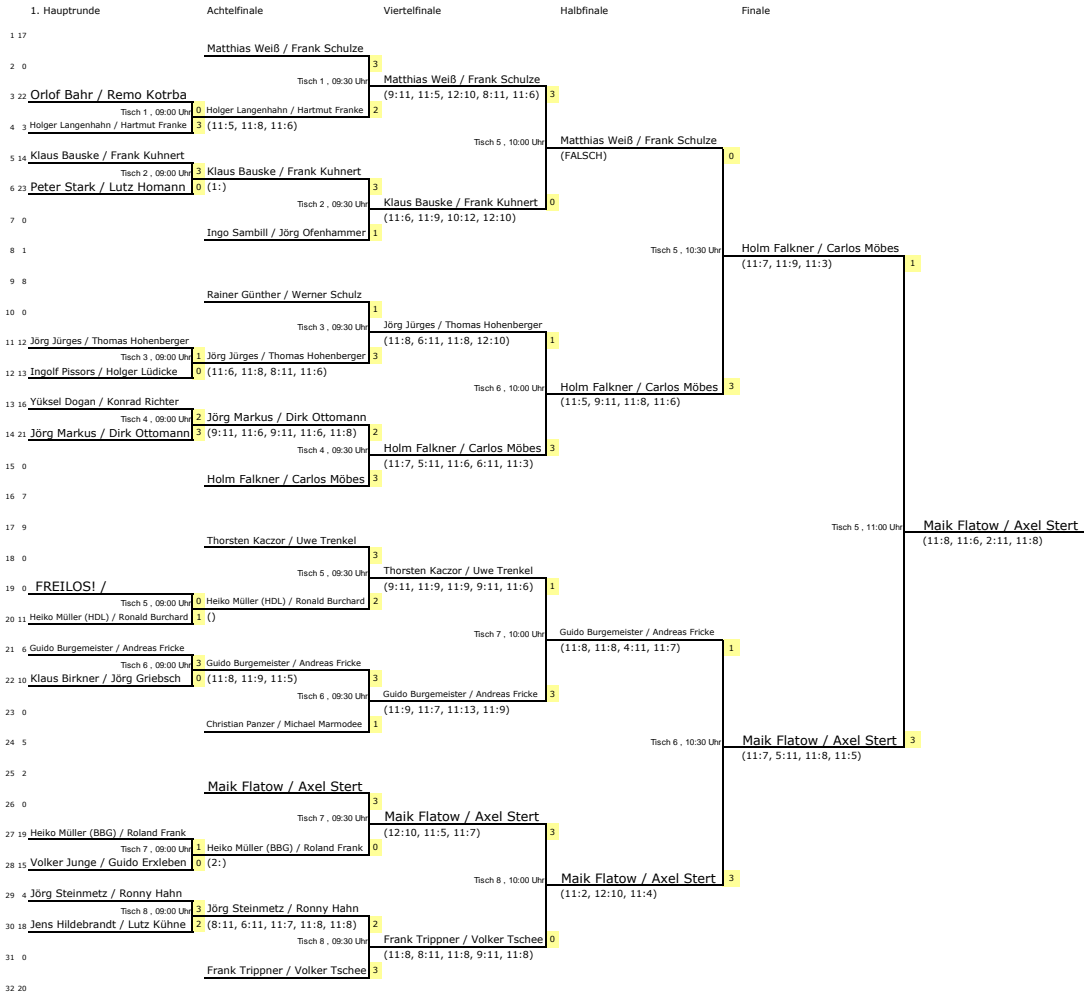 1. Hauptrunde Achtelfinale Viertelfinale Halbfinale Finale
1 17
Matthias Weiß / Frank Schulze
2 0 3
Tisch 1 , 09:30 Uhr Matthias Weiß / Frank Schulze
3 22 Orlof Bahr / Remo Kotrba (9:11, 11:5, 12:10, 8:11, 11:6) 3
Tisch 1 , 09:00 Uhr 0 Holger Langenhahn / Hartmut Franke 2
4 3 Holger Langenhahn / Hartmut Franke 3 (11:5, 11:8, 11:6)
Tisch 5 , 10:00 Uhr Matthias Weiß / Frank Schulze
5 14 Klaus Bauske / Frank Kuhnert (FALSCH) 0
Tisch 2 , 09:00 Uhr 3 Klaus Bauske / Frank Kuhnert
6 23 Peter Stark / Lutz Homann 0 (1:) 3
Tisch 2 , 09:30 Uhr Klaus Bauske / Frank Kuhnert 0
7 0 (11:6, 11:9, 10:12, 12:10)
Ingo Sambill / Jörg Ofenhammer 1
8 1 Tisch 5 , 10:30 Uhr Holm Falkner / Carlos Möbes
(11:7, 11:9, 11:3) 1
9 8
Rainer Günther / Werner Schulz
10 0 1
Tisch 3 , 09:30 Uhr Jörg Jürges / Thomas Hohenberger
11 12 Jörg Jürges / Thomas Hohenberger (11:8, 6:11, 11:8, 12:10) 1
Tisch 3 , 09:00 Uhr 1 Jörg Jürges / Thomas Hohenberger 3
12 13 Ingolf Pissors / Holger Lüdicke 0 (11:6, 11:8, 8:11, 11:6)
Tisch 6 , 10:00 Uhr Holm Falkner / Carlos Möbes 3
13 16 Yüksel Dogan / Konrad Richter (11:5, 9:11, 11:8, 11:6)
Tisch 4 , 09:00 Uhr 2 Jörg Markus / Dirk Ottomann
14 21 Jörg Markus / Dirk Ottomann 3 (9:11, 11:6, 9:11, 11:6, 11:8) 2
Tisch 4 , 09:30 Uhr Holm Falkner / Carlos Möbes 3
15 0 (11:7, 5:11, 11:6, 6:11, 11:3)
Holm Falkner / Carlos Möbes 3
16 7
17 9 Tisch 5 , 11:00 Uhr Maik Flatow / Axel Stert
Thorsten Kaczor / Uwe Trenkel (11:8, 11:6, 2:11, 11:8)
18 0 3
Tisch 5 , 09:30 Uhr Thorsten Kaczor / Uwe Trenkel
19 0 FREILOS! / (9:11, 11:9, 11:9, 9:11, 11:6) 1
Tisch 5 , 09:00 Uhr 0 Heiko Müller (HDL) / Ronald Burchard 2
20 11 Heiko Müller (HDL) / Ronald Burchard 1 ()
Tisch 7 , 10:00 Uhr Guido Burgemeister / Andreas Fricke
21 6 Guido Burgemeister / Andreas Fricke (11:8, 11:8, 4:11, 11:7) 1
Tisch 6 , 09:00 Uhr 3 Guido Burgemeister / Andreas Fricke
22 10 Klaus Birkner / Jörg Griebsch 0 (11:8, 11:9, 11:5) 3
Tisch 6 , 09:30 Uhr Guido Burgemeister / Andreas Fricke 3
23 0 (11:9, 11:7, 11:13, 11:9)
Christian Panzer / Michael Marmodee 1
24 5 Tisch 6 , 10:30 Uhr Maik Flatow / Axel Stert 3
(11:7, 5:11, 11:8, 11:5)
25 2
Maik Flatow / Axel Stert
26 0 3
Tisch 7 , 09:30 Uhr Maik Flatow / Axel Stert
27 19 Heiko Müller (BBG) / Roland Frank (12:10, 11:5, 11:7) 3
Tisch 7 , 09:00 Uhr 1 Heiko Müller (BBG) / Roland Frank 0
28 15 Volker Junge / Guido Erxleben 0 (2:)
Tisch 8 , 10:00 Uhr Maik Flatow / Axel Stert 3
29 4 Jörg Steinmetz / Ronny Hahn (11:2, 12:10, 11:4)
Tisch 8 , 09:00 Uhr 3 Jörg Steinmetz / Ronny Hahn
30 18 Jens Hildebrandt / Lutz Kühne 2 (8:11, 6:11, 11:7, 11:8, 11:8) 2
Tisch 8 , 09:30 Uhr Frank Trippner / Volker Tschee 0
31 0 (11:8, 8:11, 11:8, 9:11, 11:8)
Frank Trippner / Volker Tschee 3
32 20